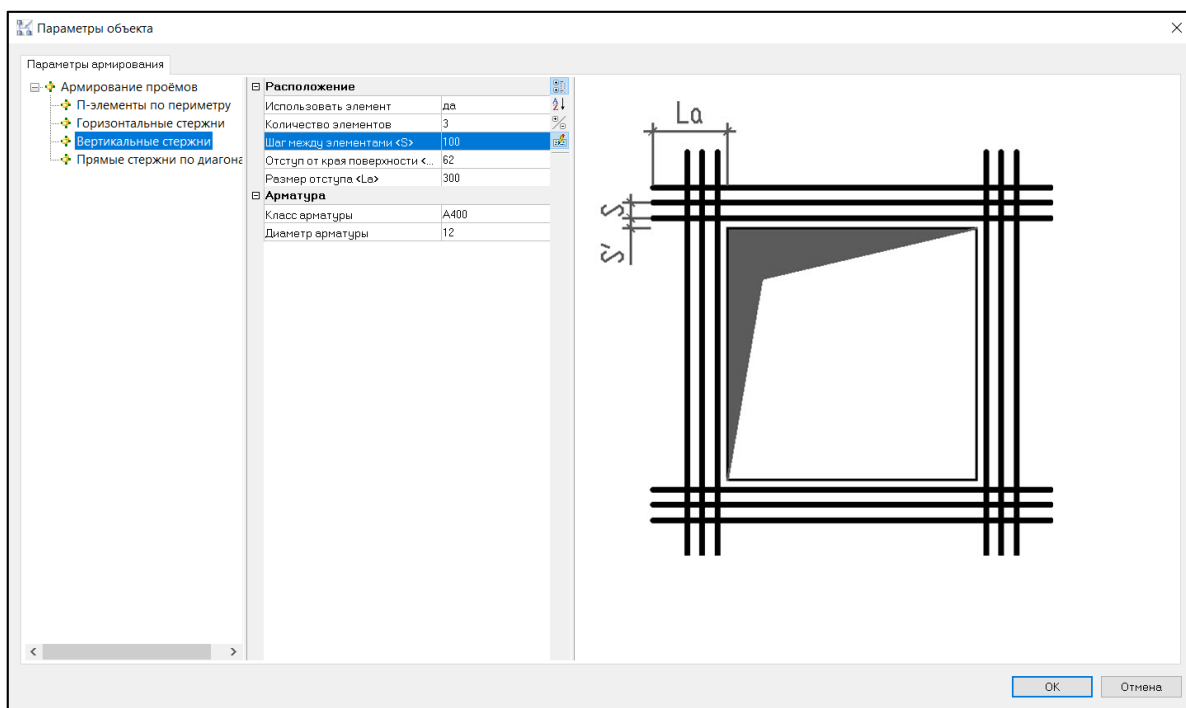 Параметры объекта
Параметры армирования
Армирование проёмов
П-элементы по периметру
Горизонтальные стержни
Вертикальные стержни
Прямые стержни по диагона
Расположение
Использовать элемент да
Количество элементов 3
Шаг между элементами <S> 100
Отступ от края поверхности <... 62
Размер отступа <La> 300
Арматура
Класс арматуры A400
Диаметр арматуры 12
La
S
S'
OK
Отмена